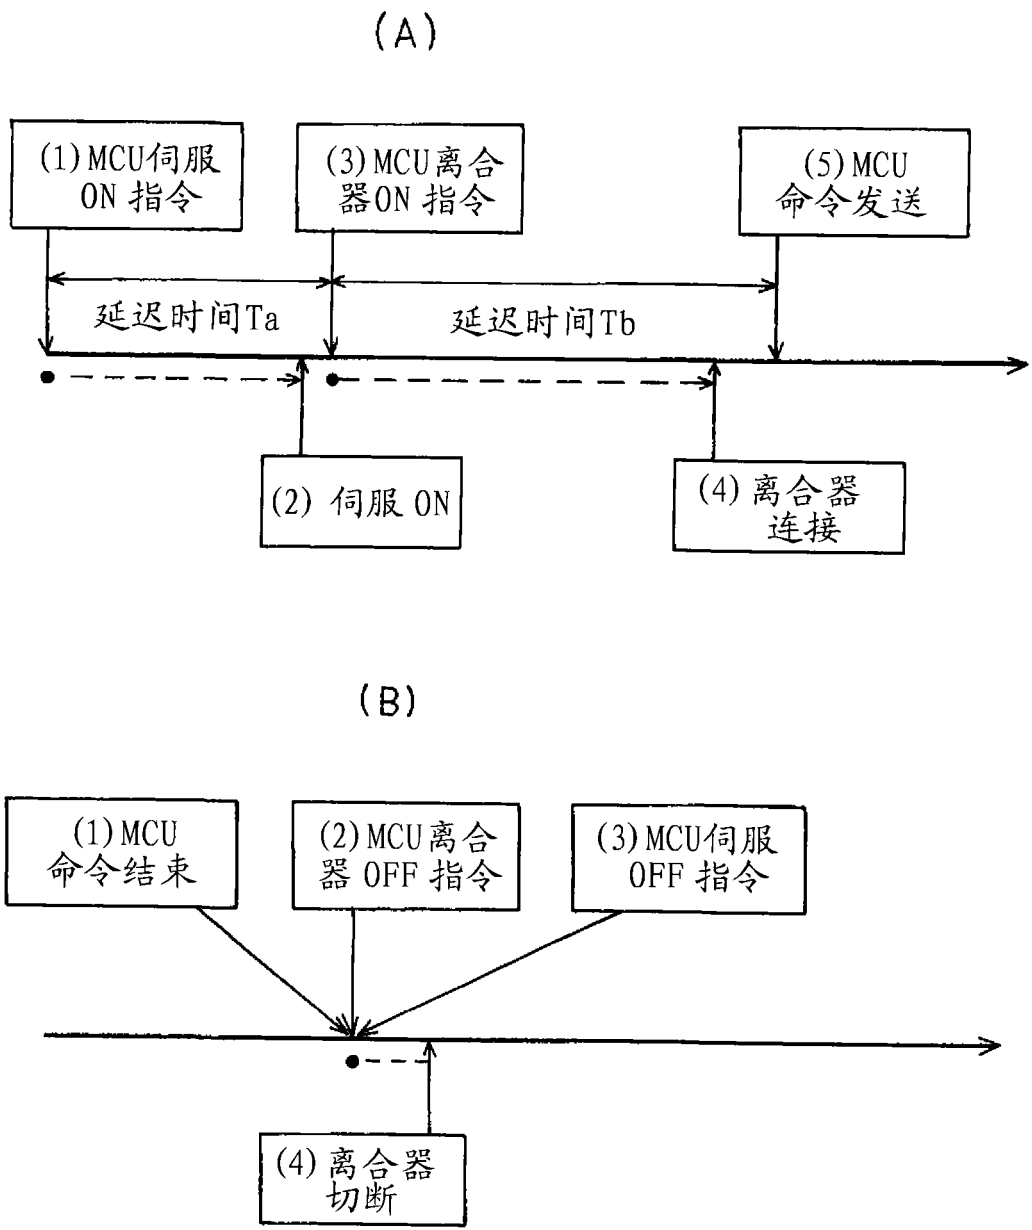 (A)
(1)MCU伺服
ON 指令
(3)MCU离合
器ON 指令
(5)MCU
命令发送
延迟时间Ta
延迟时间Tb
(2) 伺服 ON
(4) 离合器
连接
(B)
(1)MCU
命令结束
(2)MCU离合
器 OFF 指令
(3)MCU伺服
OFF 指令
(4) 离合器
切断